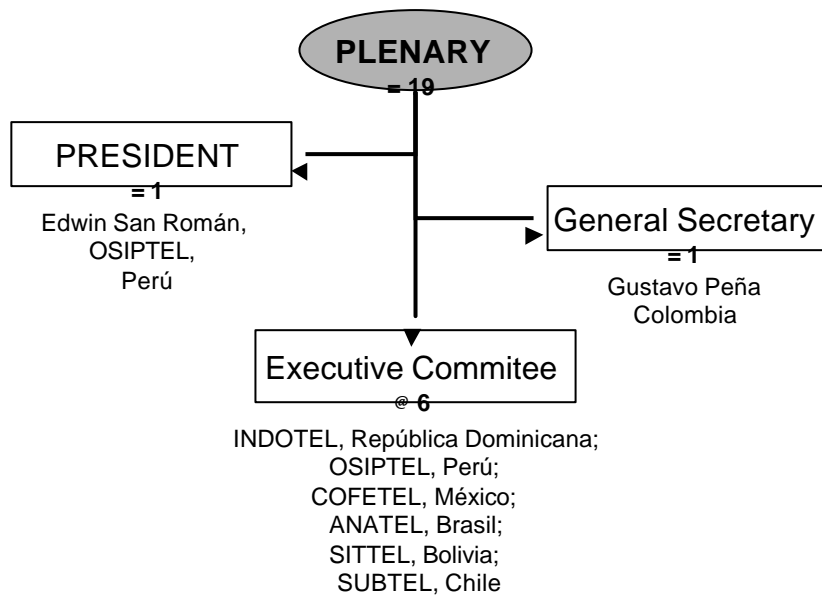 PLENARY
= 19
PRESIDENT
= 1
Edwin San Román,
OSIPTEL,
Perú
General Secretary
= 1
Gustavo Peña
Colombia
Executive Commitee
@ 6
INDOTEL, República Dominicana;
OSIPTEL, Perú;
COFETEL, México;
ANATEL, Brasil;
SITTEL, Bolivia;
SUBTEL, Chile